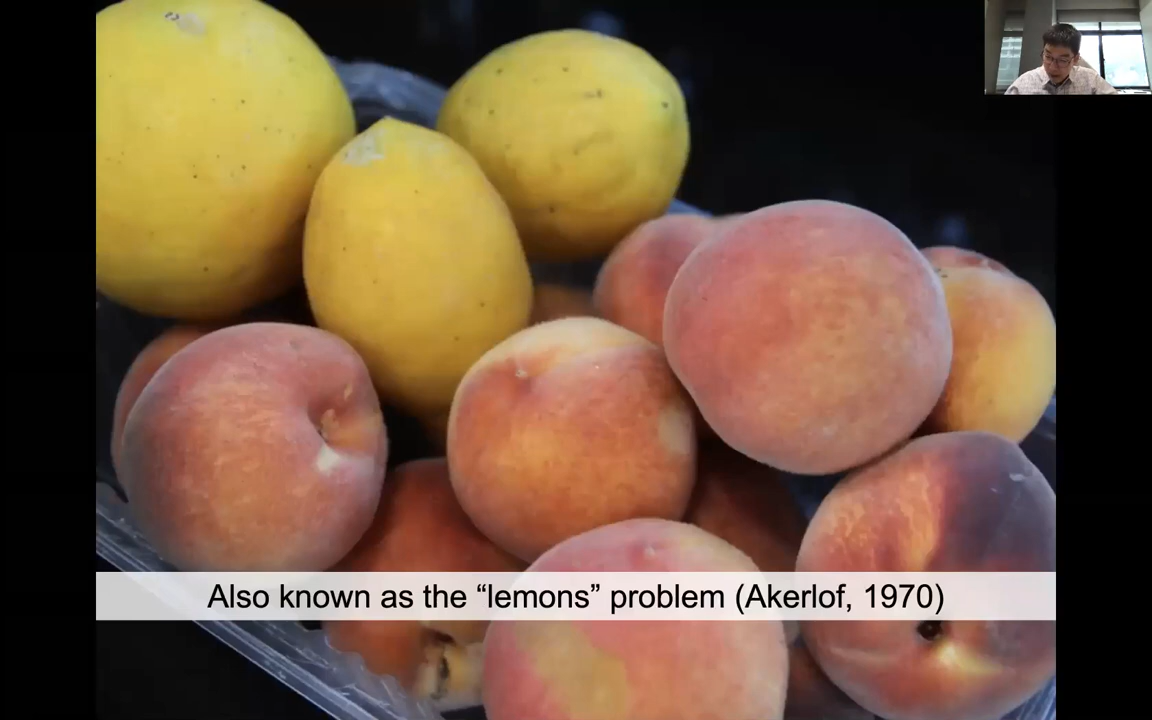 Also known as the “lemons” problem (Akerlof, 1970)